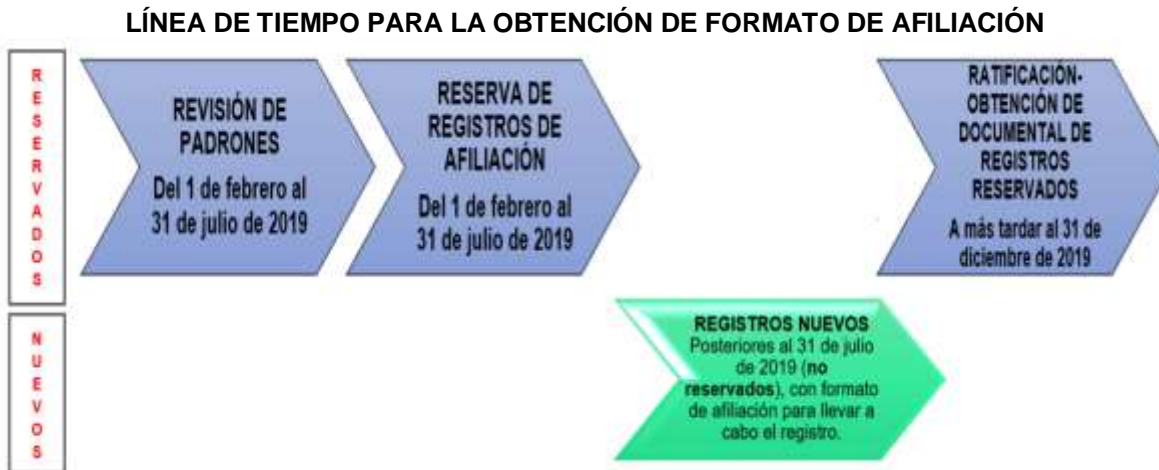 LÍNEA DE TIEMPO PARA LA OBTENCIÓN DE FORMATO DE AFILIACIÓN
RESERVADOS
REVISIÓN DE
PADRONES
Del 1 de febrero al
31 de julio de 2019
RESERVA DE
REGISTROS DE
AFILIACIÓN
Del 1 de febrero al
31 de julio de 2019
RATIFICACIÓN-
OBTENCIÓN DE
DOCUMENTAL DE
REGISTROS
RESERVADOS
A más tardar al 31 de
diciembre de 2019
NUEVOS
REGISTROS NUEVOS
Posteriores al 31 de julio
de 2019 (no
reservados), con formato
de afiliación para llevar a
cabo el registro.